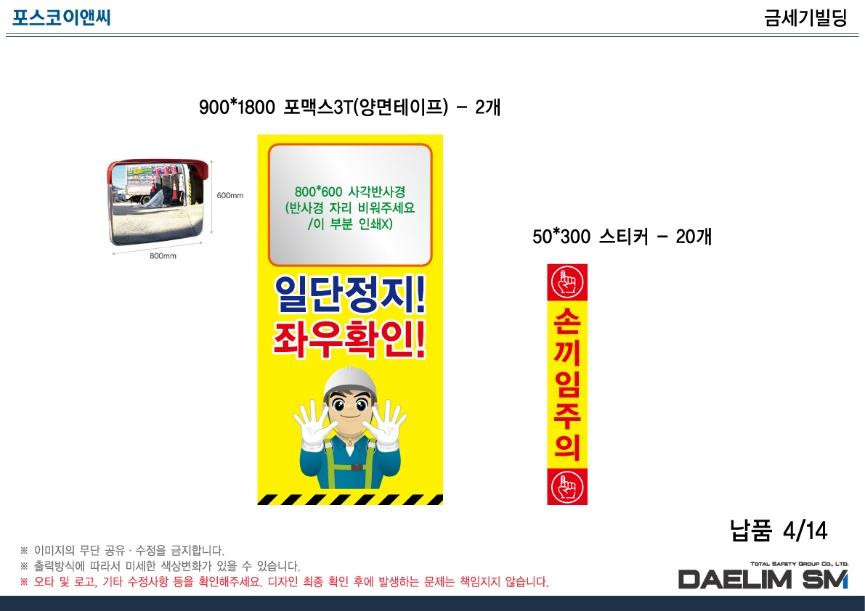 포스코이앤씨
금세기빌딩
900*1800 포맥스3T(양면테이프) - 2개
600mm
800mm
800*600 사각반사경
(반사경 자리 비워주세요
/이 부분 인쇄X)
일단정지!
좌우확인!
50*300 스티커 - 20개
손끼임주의
납품 4/14
※ 이미지의 무단 공유·수정을 금지합니다.
※ 출력방식에 따라서 미세한 색상변화가 있을 수 있습니다.
※ 오타 및 로고, 기타 수정사항 등을 확인해주세요. 디자인 최종 확인 후에 발생하는 문제는 책임지지 않습니다.
TOTAL SAFETY GROUP CO., LTD.
DAELIM SM